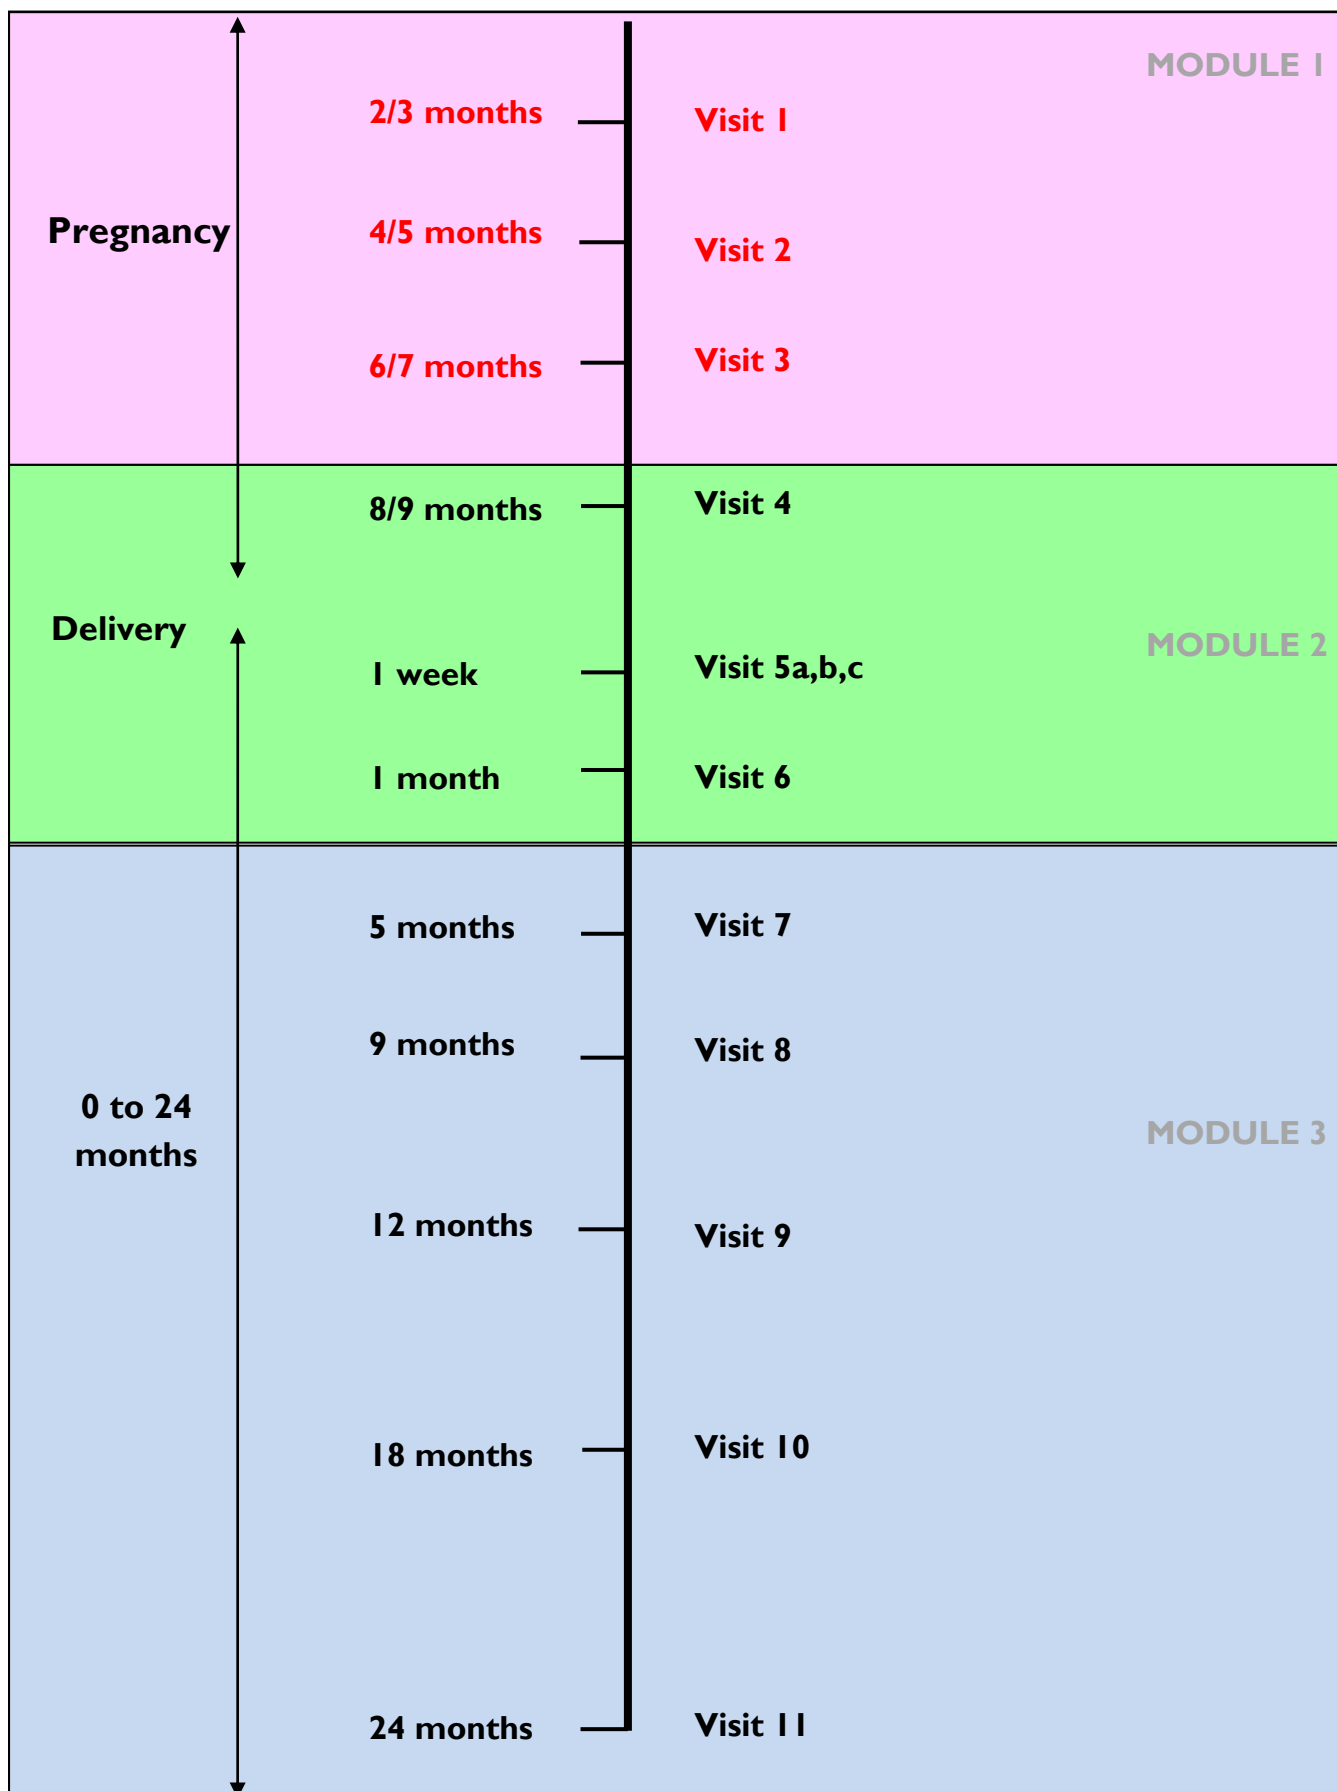 MODULE 1
2/3 months
Visit 1
Pregnancy
4/5 months
Visit 2
6/7 months
Visit 3
8/9 months
Visit 4
Delivery
MODULE 2
1 week
Visit 5a,b,c
1 month
Visit 6
5 months
Visit 7
9 months
Visit 8
0 to 24
months
MODULE 3
12 months
Visit 9
18 months
Visit 10
24 months
Visit 11